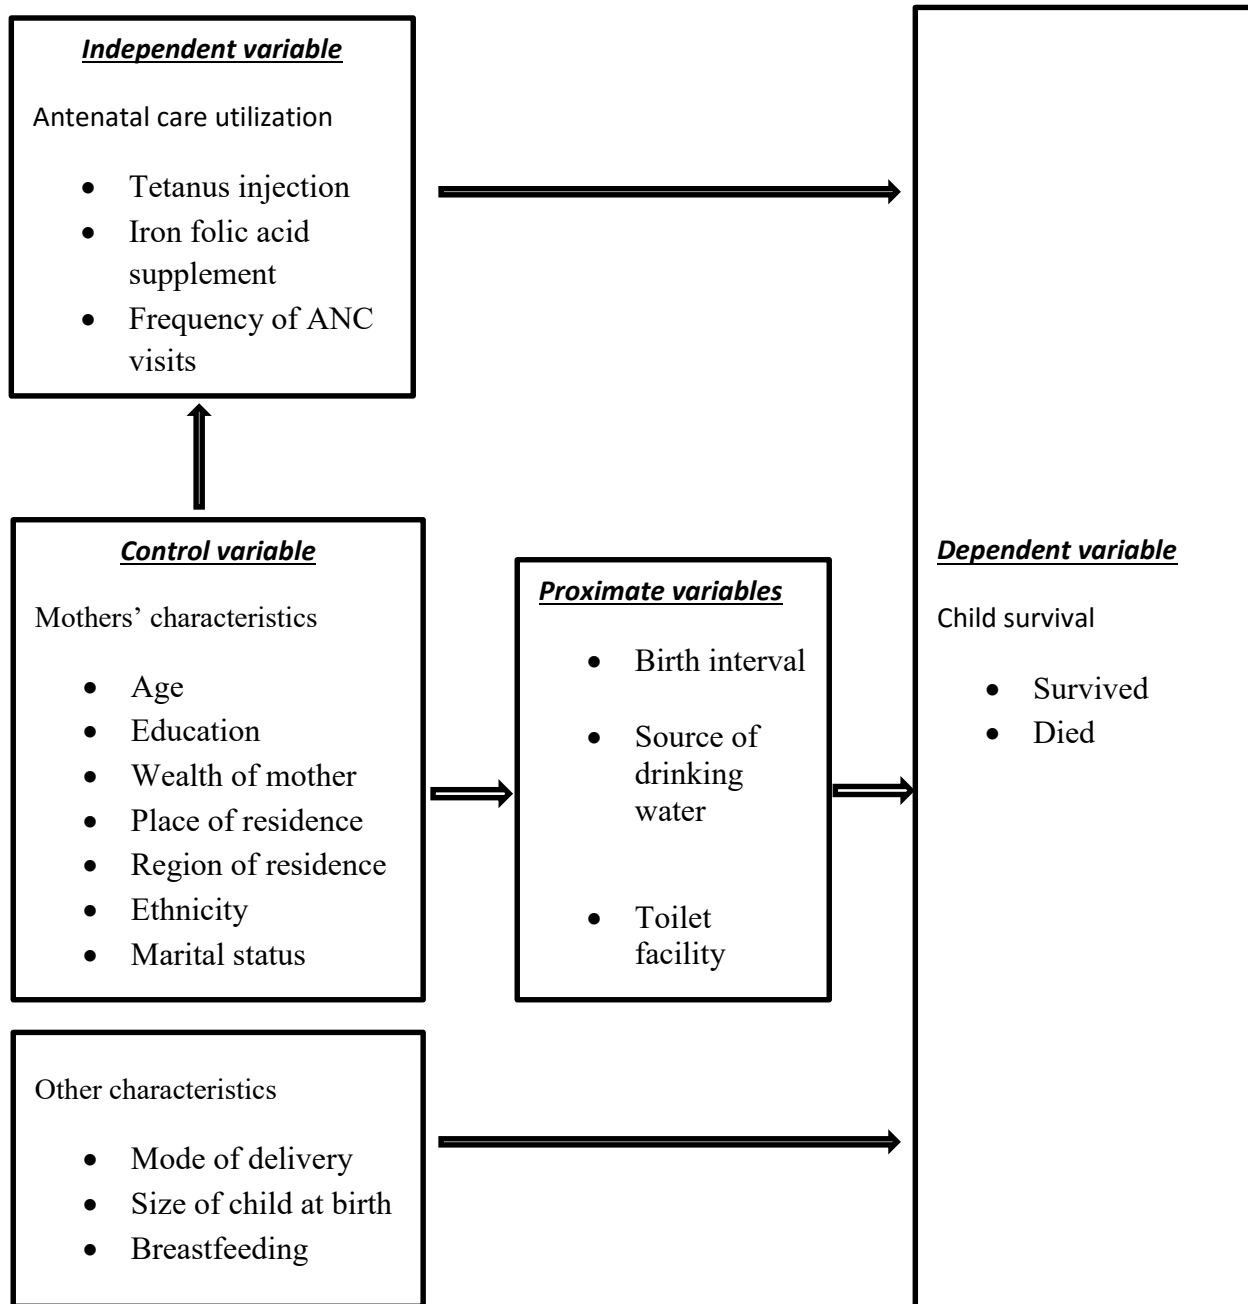 Independent variable
Antenatal care utilization
• Tetanus injection
• Iron folic acid
supplement
• Frequency of ANC
visits
Control variable
Mothers’ characteristics
• Age
• Education
• Wealth of mother
• Place of residence
• Region of residence
• Ethnicity
• Marital status
Proximate variables
• Birth interval
• Source of
drinking
water
• Toilet
facility
Dependent variable
Child survival
• Survived
• Died
Other characteristics
• Mode of delivery
• Size of child at birth
• Breastfeeding